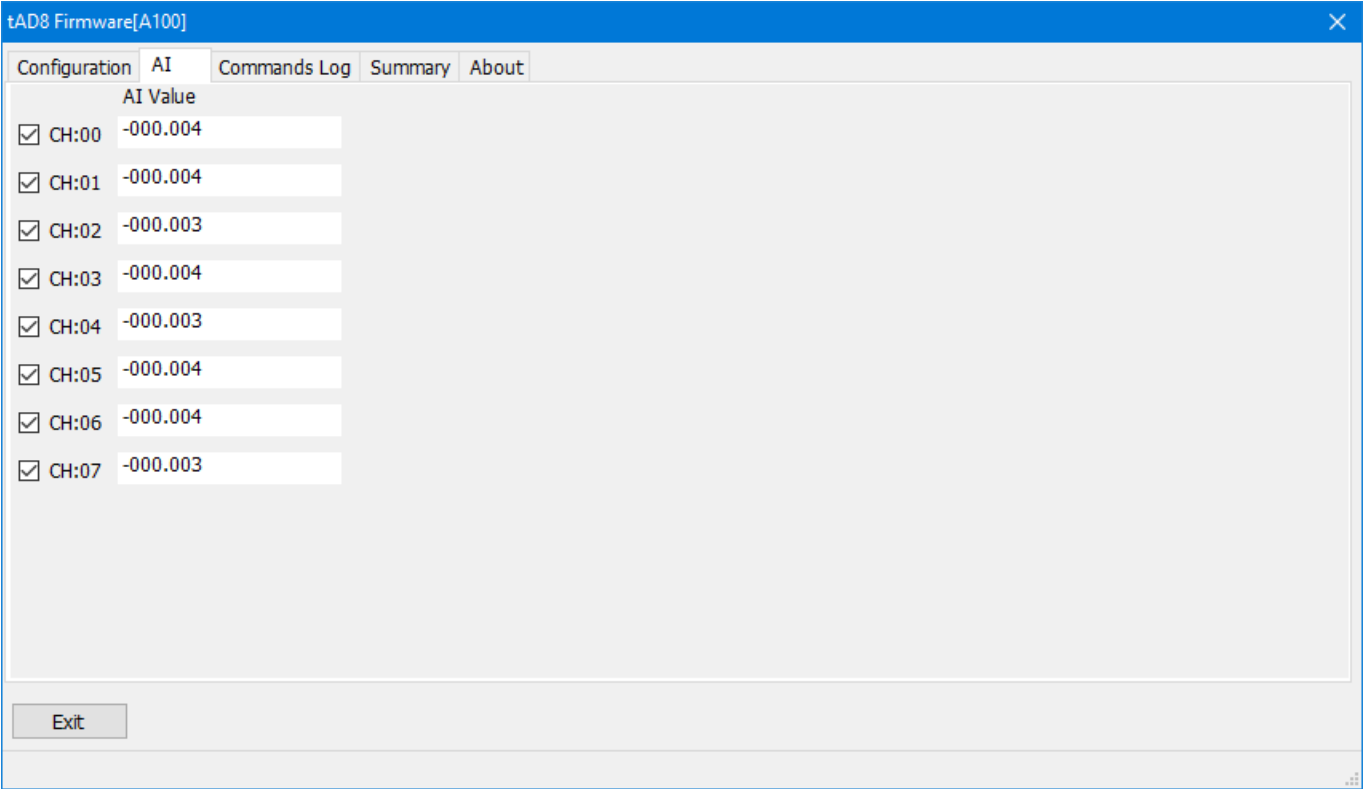 tAD8 Firmware[A100]
Configuration AI Commands Log Summary About
AI Value
CH:00 -000.004
CH:01 -000.004
CH:02 -000.003
CH:03 -000.004
CH:04 -000.003
CH:05 -000.004
CH:06 -000.004
CH:07 -000.003
Exit